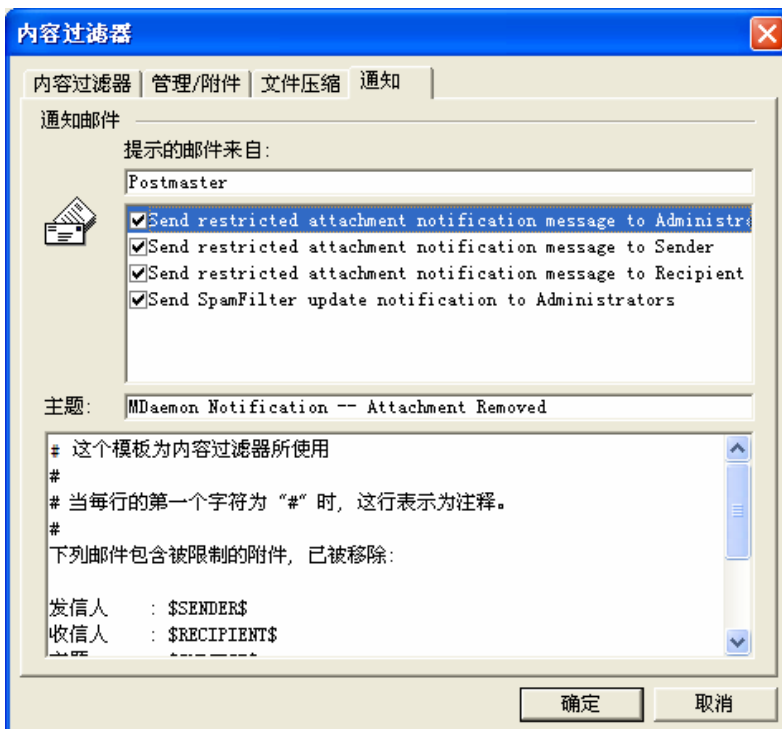 内容过滤器
内容过滤器 管理/附件 文件压缩 通知
通知邮件
提示的邮件来自:
Postmaster
Send restricted attachment notification message to Administra
Send restricted attachment notification message to Sender
Send restricted attachment notification message to Recipient
Send SpamFilter update notification to Administrators
主题: MDaemon Notification -- Attachment Removed
# 这个模板为内容过滤器所使用
#
# 当每行的第一个字符为 "#" 时, 这行表示为注释。
#
下列邮件包含被限制的附件, 已被移除:
发信人 : $SENDER$
收信人 : $RECIPIENT$
确定 取消